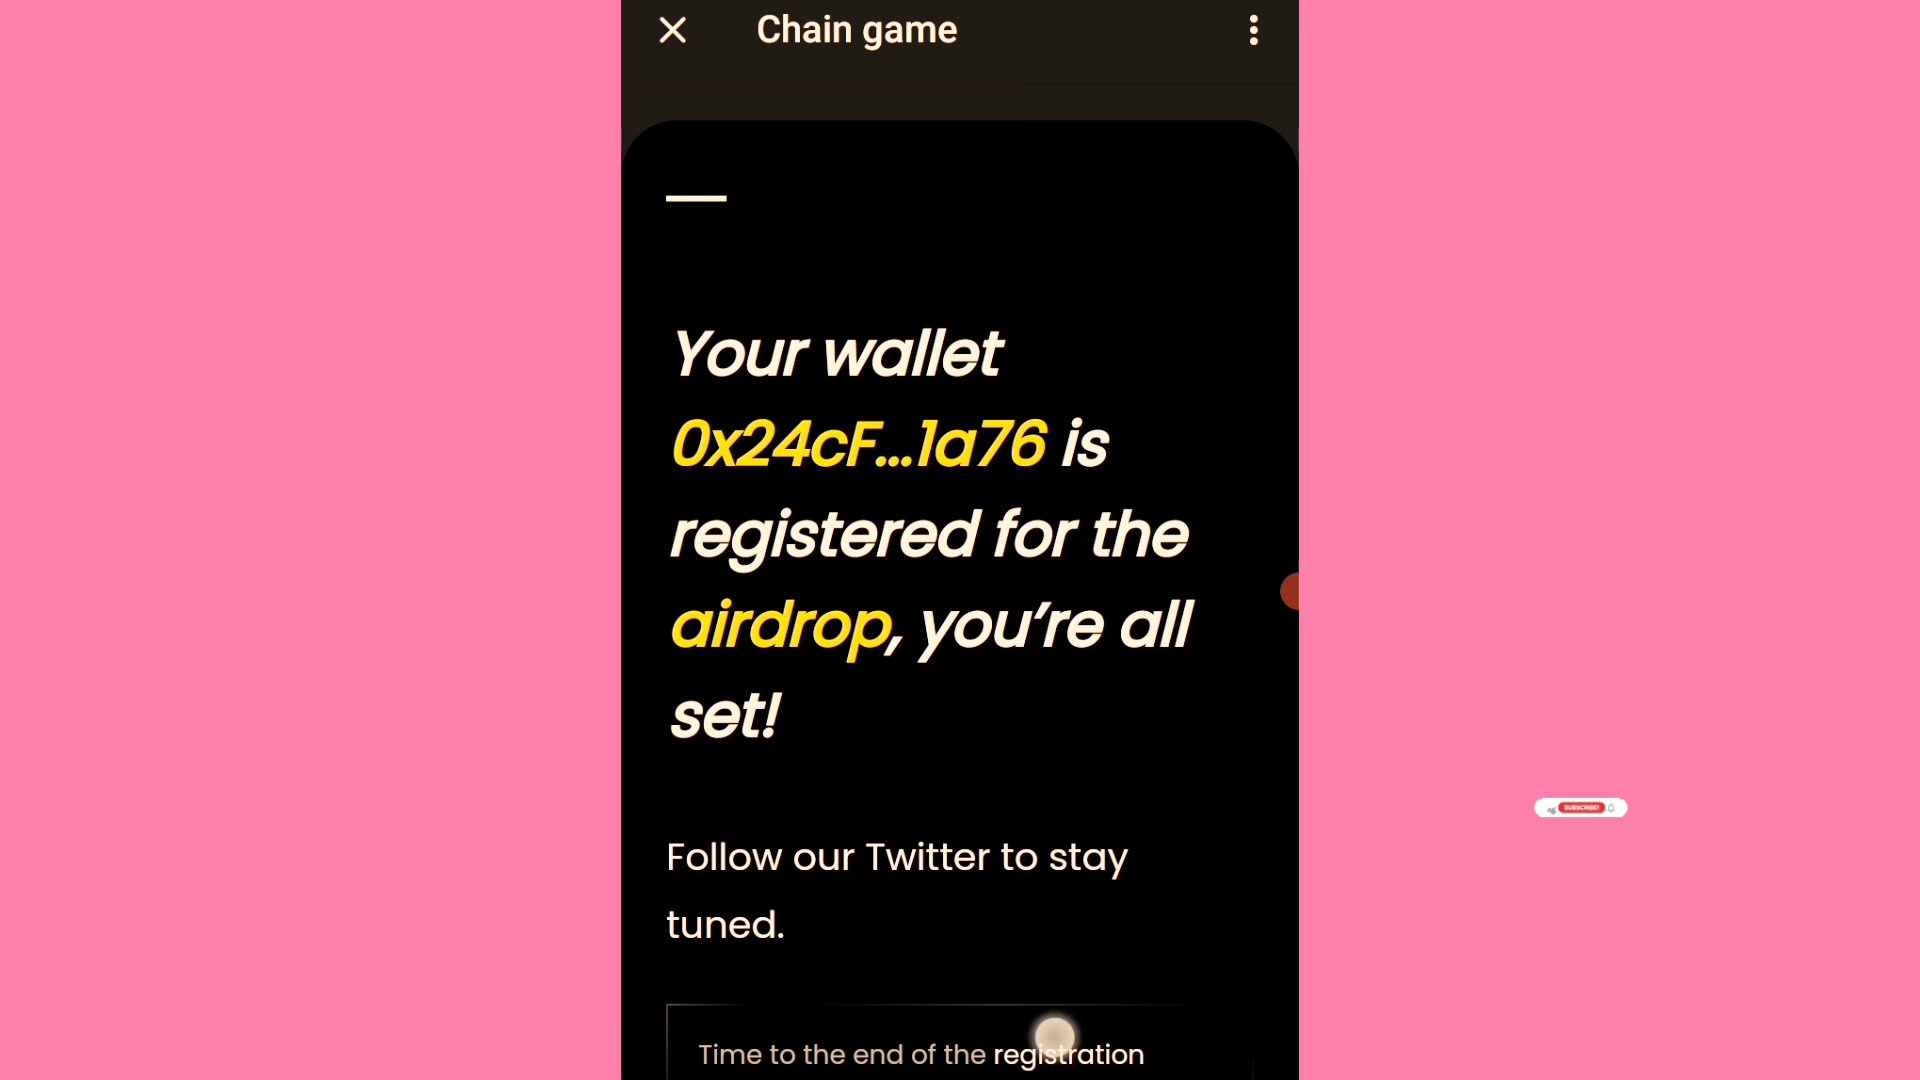 Chain game
Your wallet
0x24cF...1a76 is
registered for the
airdrop, you’re all
set!
Follow our Twitter to stay
tuned.
Time to the end of the registration
SUBSCRIBE!